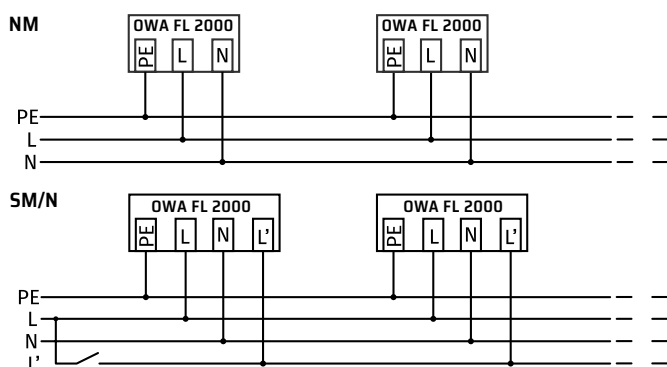 NM
OWA FL 2000 OWA FL 2000
PE L N PE L N
PE
L
N
SM/N
OWA FL 2000 OWA FL 2000
PE L N L' PE L N L'
PE
L
N
L'